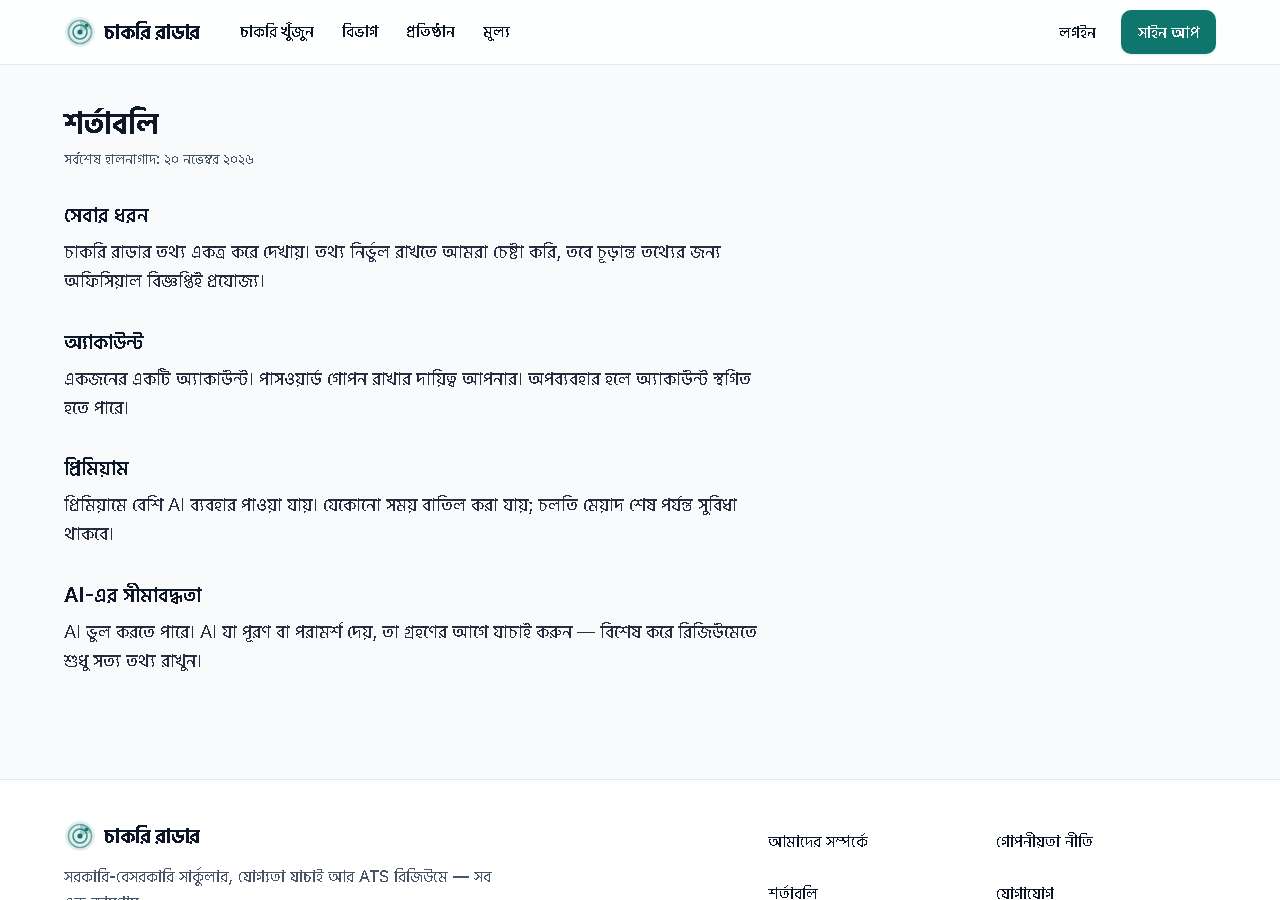 চাকরি রাডার
চাকরি খুঁজুন
বিভাগ
প্রতিষ্ঠান
মূল্য
লগইন
সাইন আপ
শর্তাবলি
সর্বশেষ হালনাগাদ: ২০ নভেম্বর ২০২৬
সেবার ধরন
চাকরি রাডার তথ্য একত্র করে দেখায়। তথ্য নির্ভুল রাখতে আমরা চেষ্টা করি, তবে চূড়ান্ত তথ্যের জন্য
অফিসিয়াল বিজ্ঞপ্তিই প্রযোজ্য।
অ্যাকাউন্ট
একজনের একটি অ্যাকাউন্ট। পাসওয়ার্ড গোপন রাখার দায়িত্ব আপনার। অপব্যবহার হলে অ্যাকাউন্ট স্থগিত
হতে পারে।
প্রিমিয়াম
প্রিমিয়ামে বেশি AI ব্যবহার পাওয়া যায়। যেকোনো সময় বাতিল করা যায়; চলতি মেয়াদ শেষ পর্যন্ত সুবিধা
থাকবে।
AI-এর সীমাবদ্ধতা
AI ভুল করতে পারে। AI যা পূরণ বা পরামর্শ দেয়, তা গ্রহণের আগে যাচাই করুন — বিশেষ করে রিজিউমেতে
শুধু সত্য তথ্য রাখুন।
চাকরি রাডার
আমাদের সম্পর্কে
গোপনীয়তা নীতি
সরকারি-বেসরকারি সার্কুলার, যোগ্যতা যাচাই আর ATS রিজিউমে — সব
শর্তাবলি
যোগাযোগ